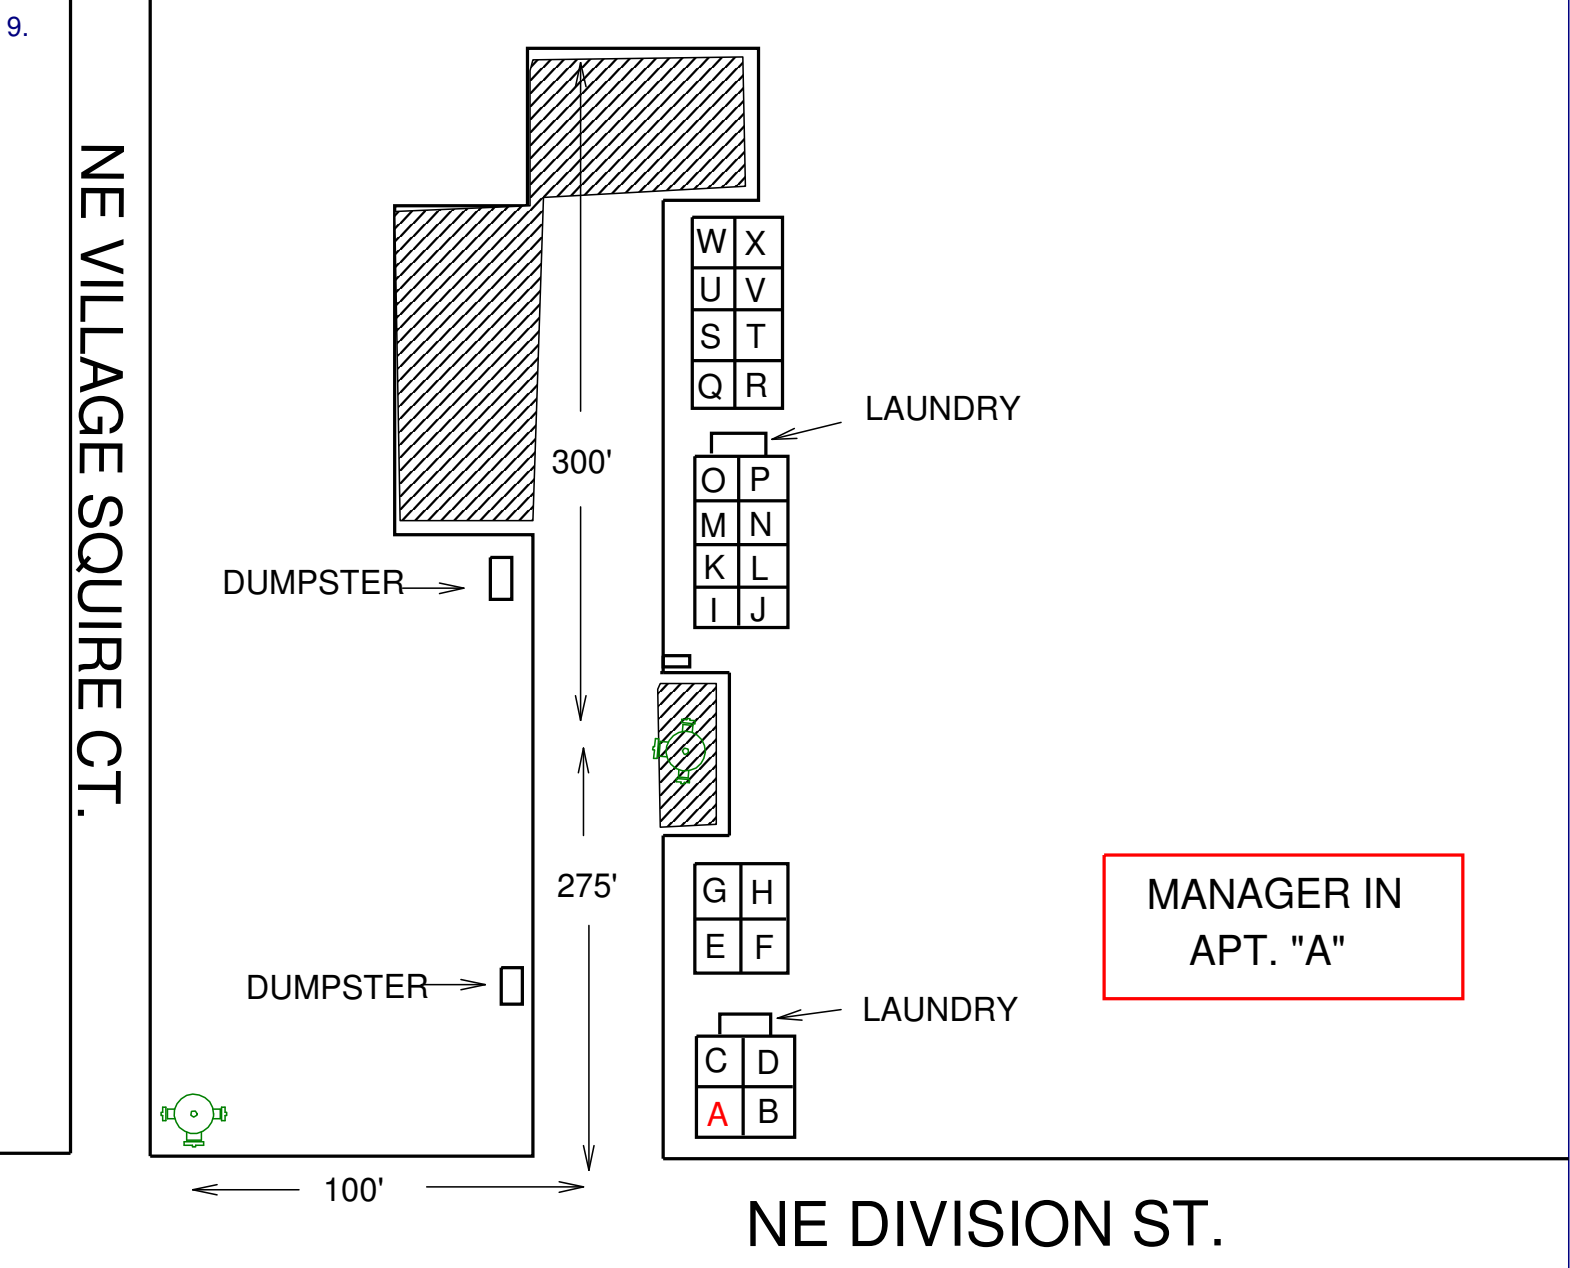 9.
NE VILLAGE SQUIRE CT.
W X
U V
S T
Q R
LAUNDRY
300'
O P
M N
K L
I J
DUMPSTER
275'
G H
E F
MANAGER IN
APT. "A"
DUMPSTER
LAUNDRY
C D
A B
100'
NE DIVISION ST.